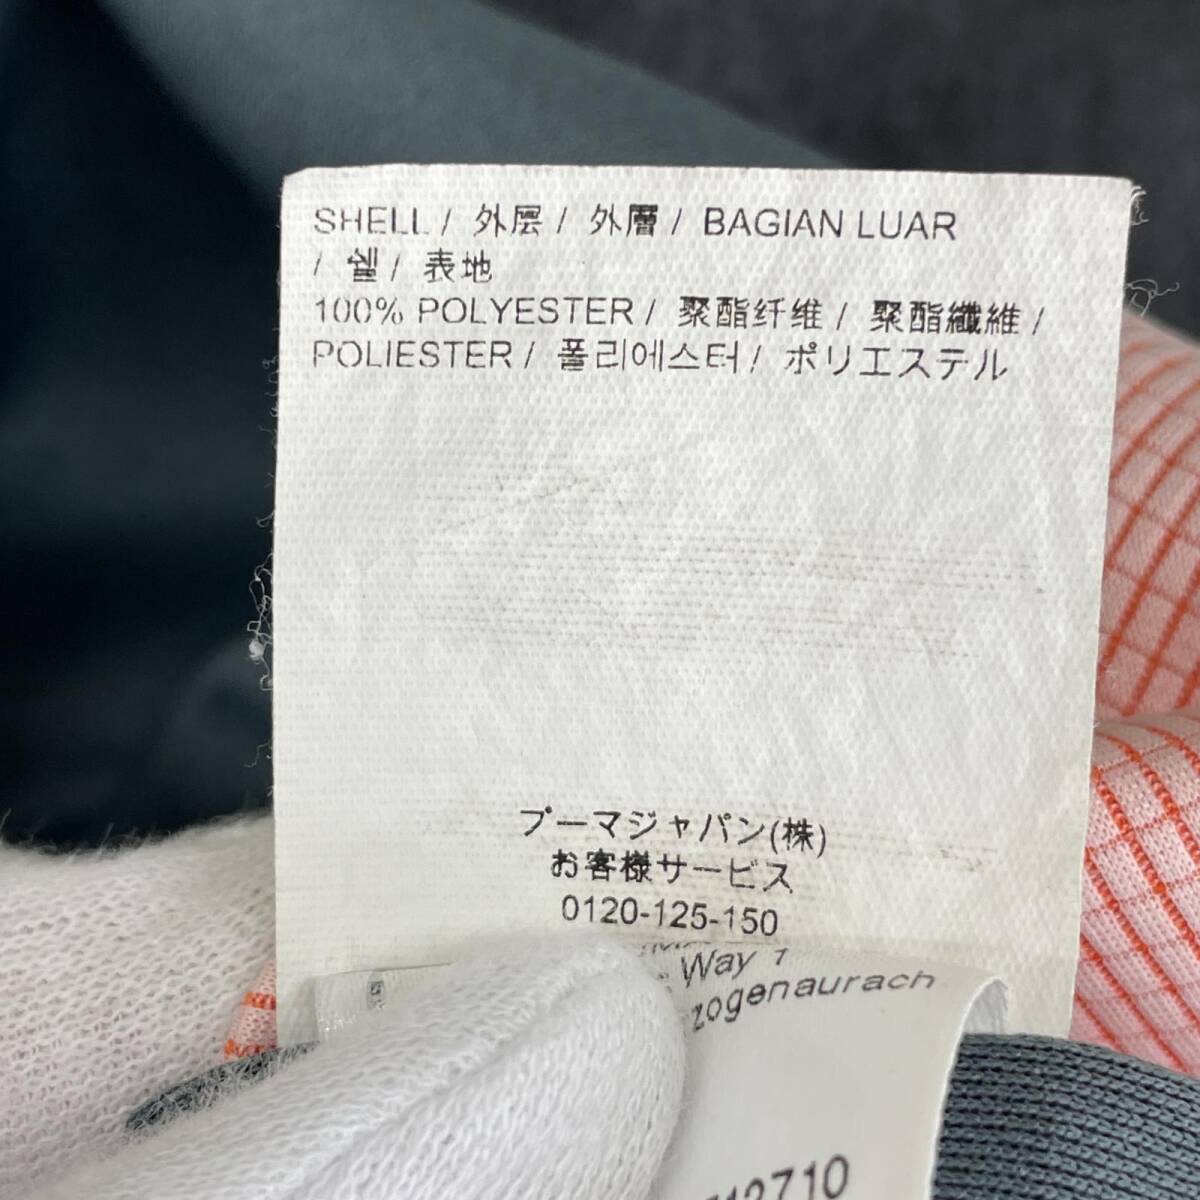 SHELL / 外层 / 外層 / BAGIAN LUAR
/ 쉘 / 表地
100% POLYESTER / 聚酯纤维 / 聚酯纖維 /
POLIESTER / 폴리에스터 / ポリエステル
プーマジャパン(株)
お客様サービス
0120-125-150
Way 1
zogenaurach
12710